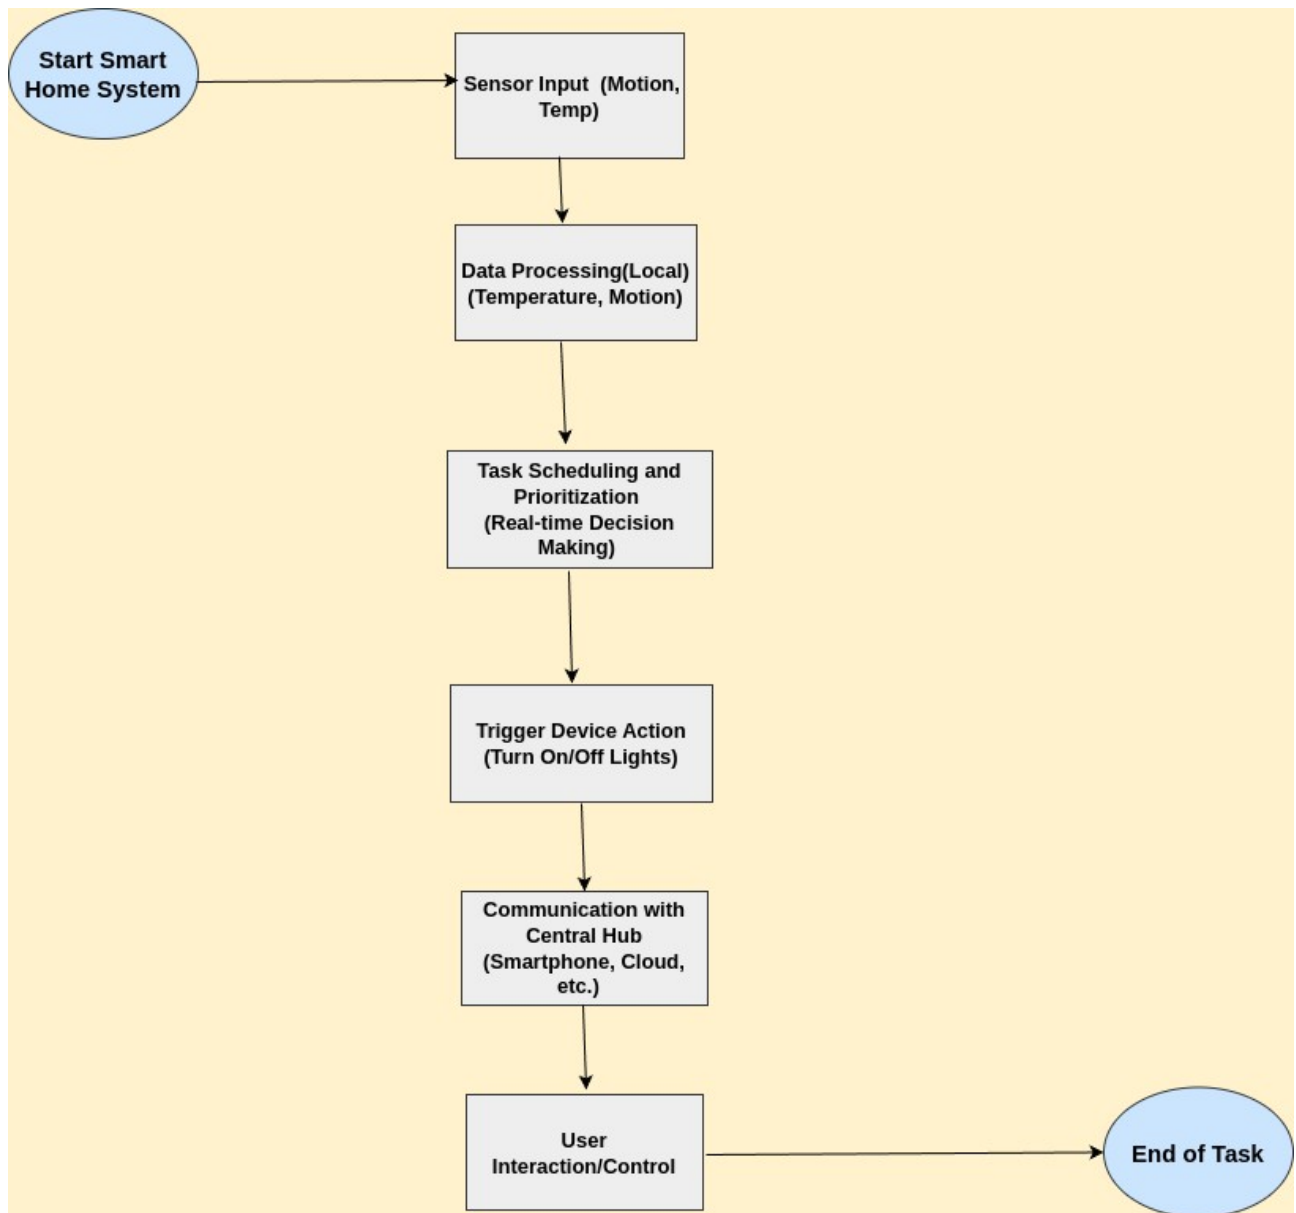 Start Smart
Home System
Sensor Input (Motion,
Temp)
Data Processing(Local)
(Temperature, Motion)
Task Scheduling and
Prioritization
(Real-time Decision
Making)
Trigger Device Action
(Turn On/Off Lights)
Communication with
Central Hub
(Smartphone, Cloud,
etc.)
User
Interaction/Control
End of Task